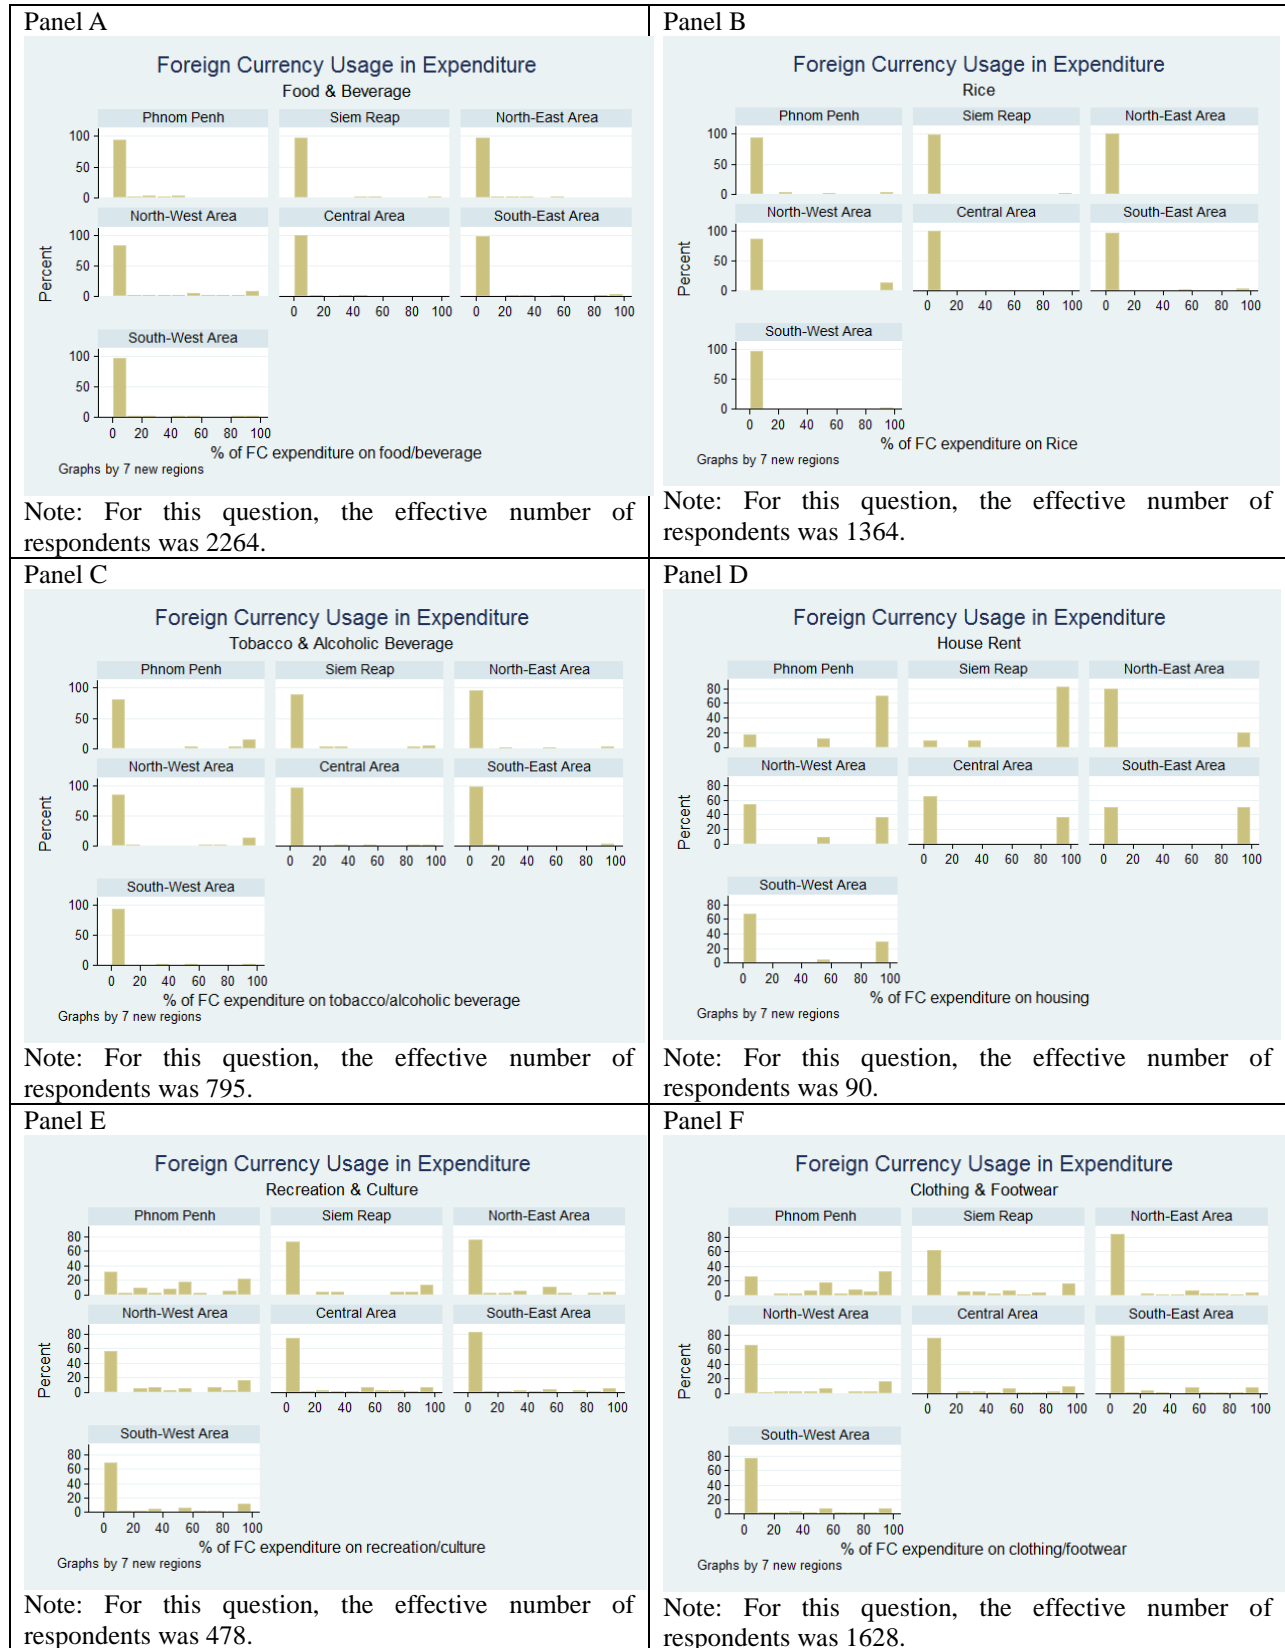 Panel A
Foreign Currency Usage in Expenditure
Food & Beverage
Phnom Penh Siem Reap North-East Area
100
50
0
North-West Area Central Area South-East Area
100
50
0
0 20 40 60 80 100 0 20 40 60 80 100
South-West Area
100
50
0
0 20 40 60 80 100
Percent
% of FC expenditure on food/beverage
Graphs by 7 new regions
Note: For this question, the effective number of
respondents was 2264.
Panel B
Foreign Currency Usage in Expenditure
Rice
Phnom Penh Siem Reap North-East Area
100
50
0
North-West Area Central Area South-East Area
100
50
0
0 20 40 60 80 100 0 20 40 60 80 100
South-West Area
100
50
0
0 20 40 60 80 100
Percent
% of FC expenditure on Rice
Graphs by 7 new regions
Note: For this question, the effective number of
respondents was 1364.
Panel C
Foreign Currency Usage in Expenditure
Tobacco & Alcoholic Beverage
Phnom Penh Siem Reap North-East Area
100
50
0
North-West Area Central Area South-East Area
100
50
0
0 20 40 60 80 100 0 20 40 60 80 100
South-West Area
100
50
0
0 20 40 60 80 100
Percent
% of FC expenditure on tobacco/alcoholic beverage
Graphs by 7 new regions
Note: For this question, the effective number of
respondents was 795.
Panel D
Foreign Currency Usage in Expenditure
House Rent
Phnom Penh Siem Reap North-East Area
80
60
40
20
0
North-West Area Central Area South-East Area
80
60
40
20
0
0 20 40 60 80 100 0 20 40 60 80 100
South-West Area
80
60
40
20
0
0 20 40 60 80 100
Percent
% of FC expenditure on housing
Graphs by 7 new regions
Note: For this question, the effective number of
respondents was 90.
Panel E
Foreign Currency Usage in Expenditure
Recreation & Culture
Phnom Penh Siem Reap North-East Area
80
60
40
20
0
North-West Area Central Area South-East Area
80
60
40
20
0
0 20 40 60 80 100 0 20 40 60 80 100
South-West Area
80
60
40
20
0
0 20 40 60 80 100
Percent
% of FC expenditure on recreation/culture
Graphs by 7 new regions
Note: For this question, the effective number of
respondents was 478.
Panel F
Foreign Currency Usage in Expenditure
Clothing & Footwear
Phnom Penh Siem Reap North-East Area
80
60
40
20
0
North-West Area Central Area South-East Area
80
60
40
20
0
0 20 40 60 80 100 0 20 40 60 80 100
South-West Area
80
60
40
20
0
0 20 40 60 80 100
Percent
% of FC expenditure on clothing/footwear
Graphs by 7 new regions
Note: For this question, the effective number of
respondents was 1628.